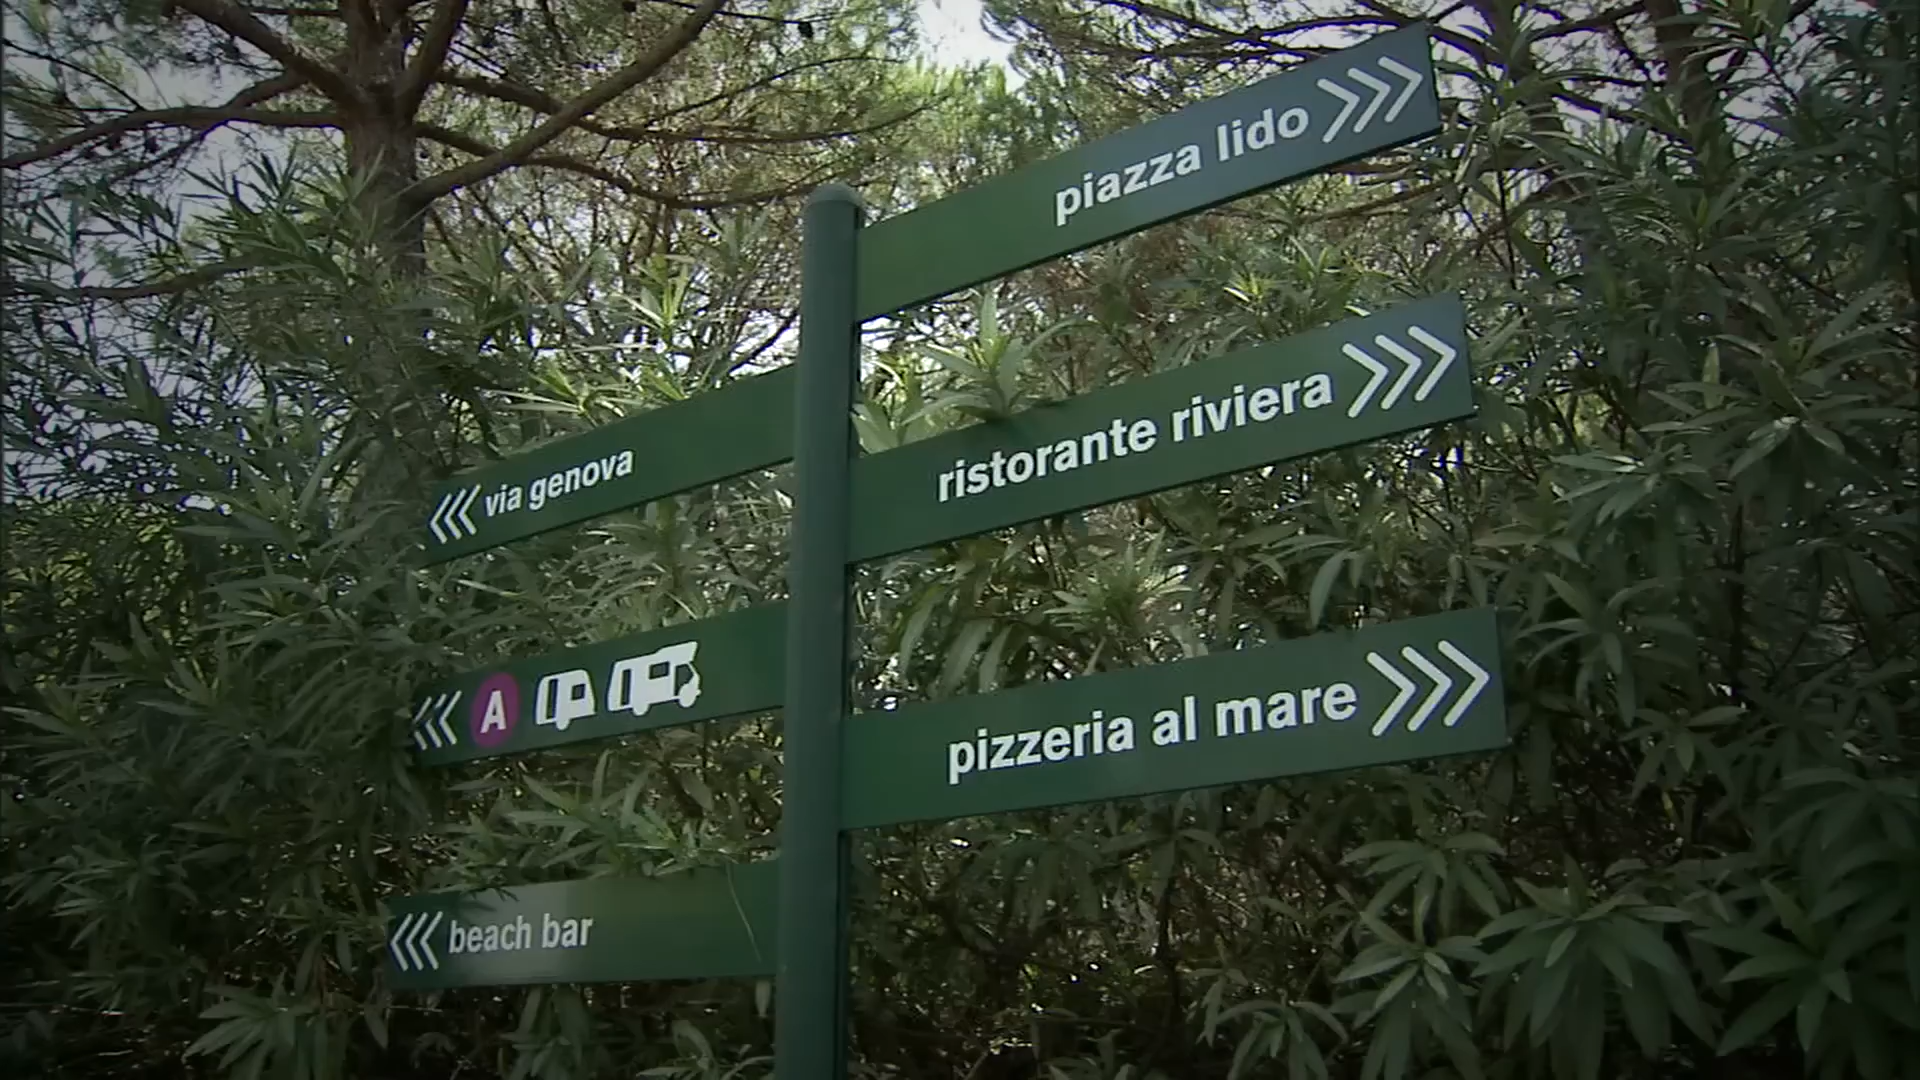 piazza lido
ristorante riviera
pizzeria al mare
via genova
A
beach bar